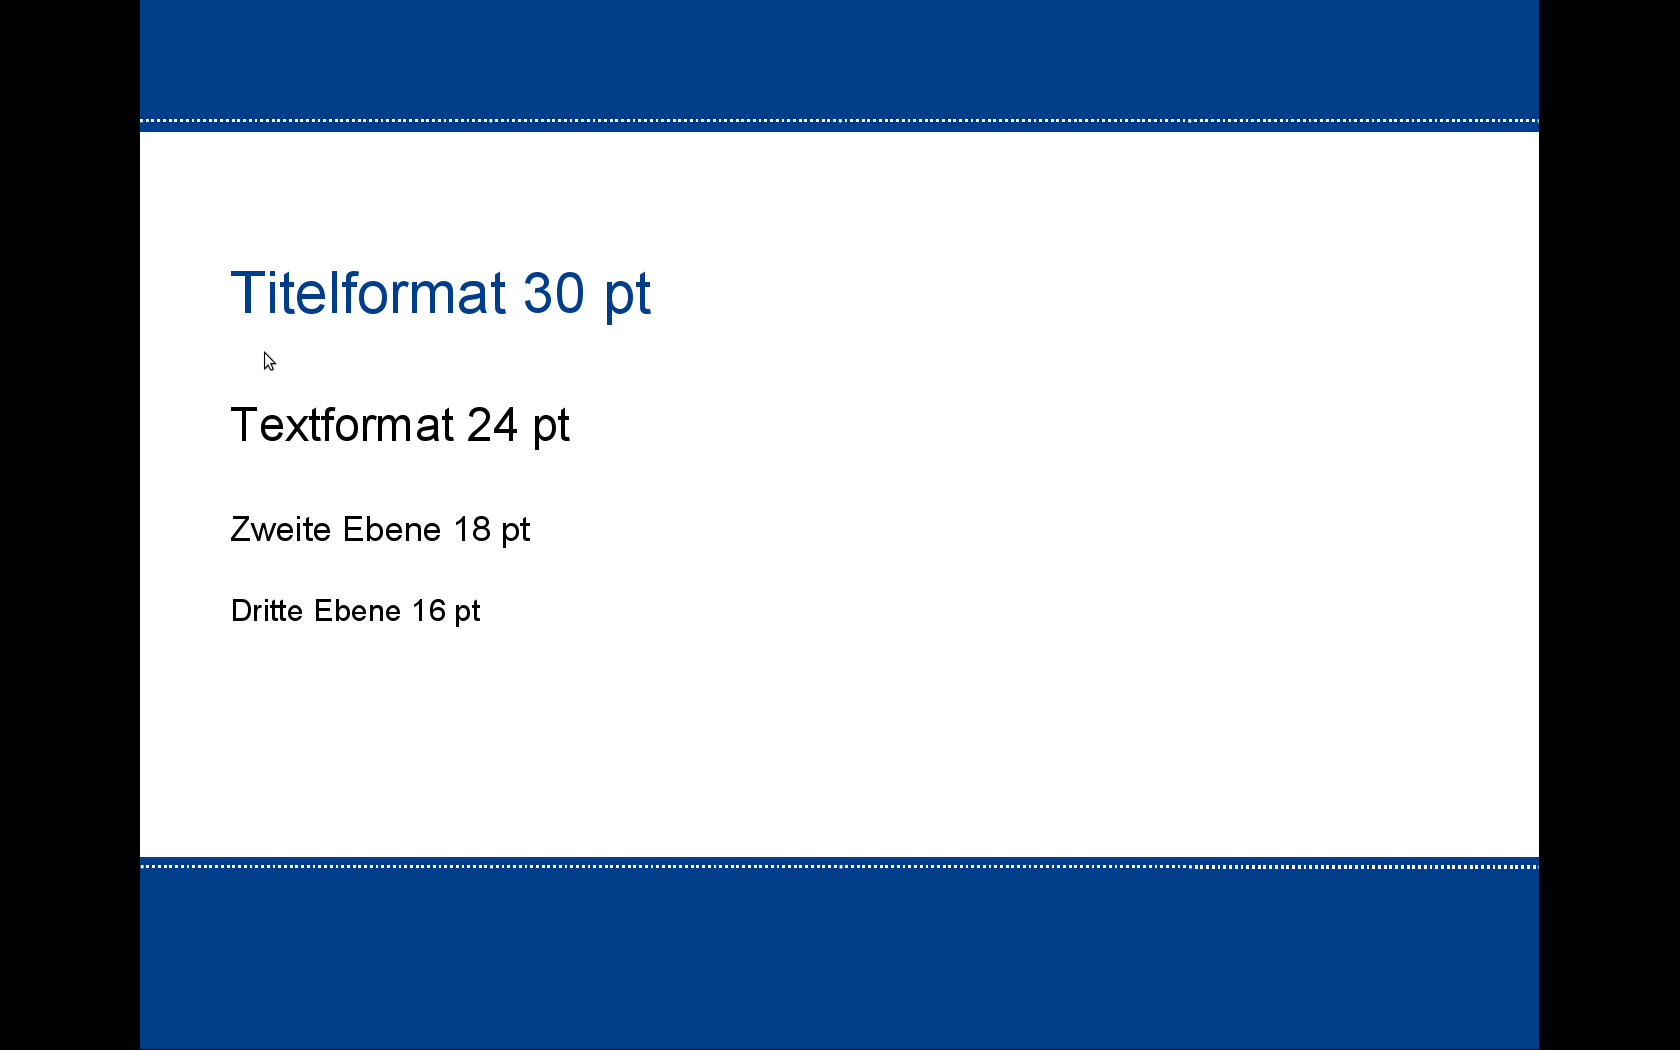 Titelformat 30 pt
Textformat 24 pt
Zweite Ebene 18 pt
Dritte Ebene 16 pt